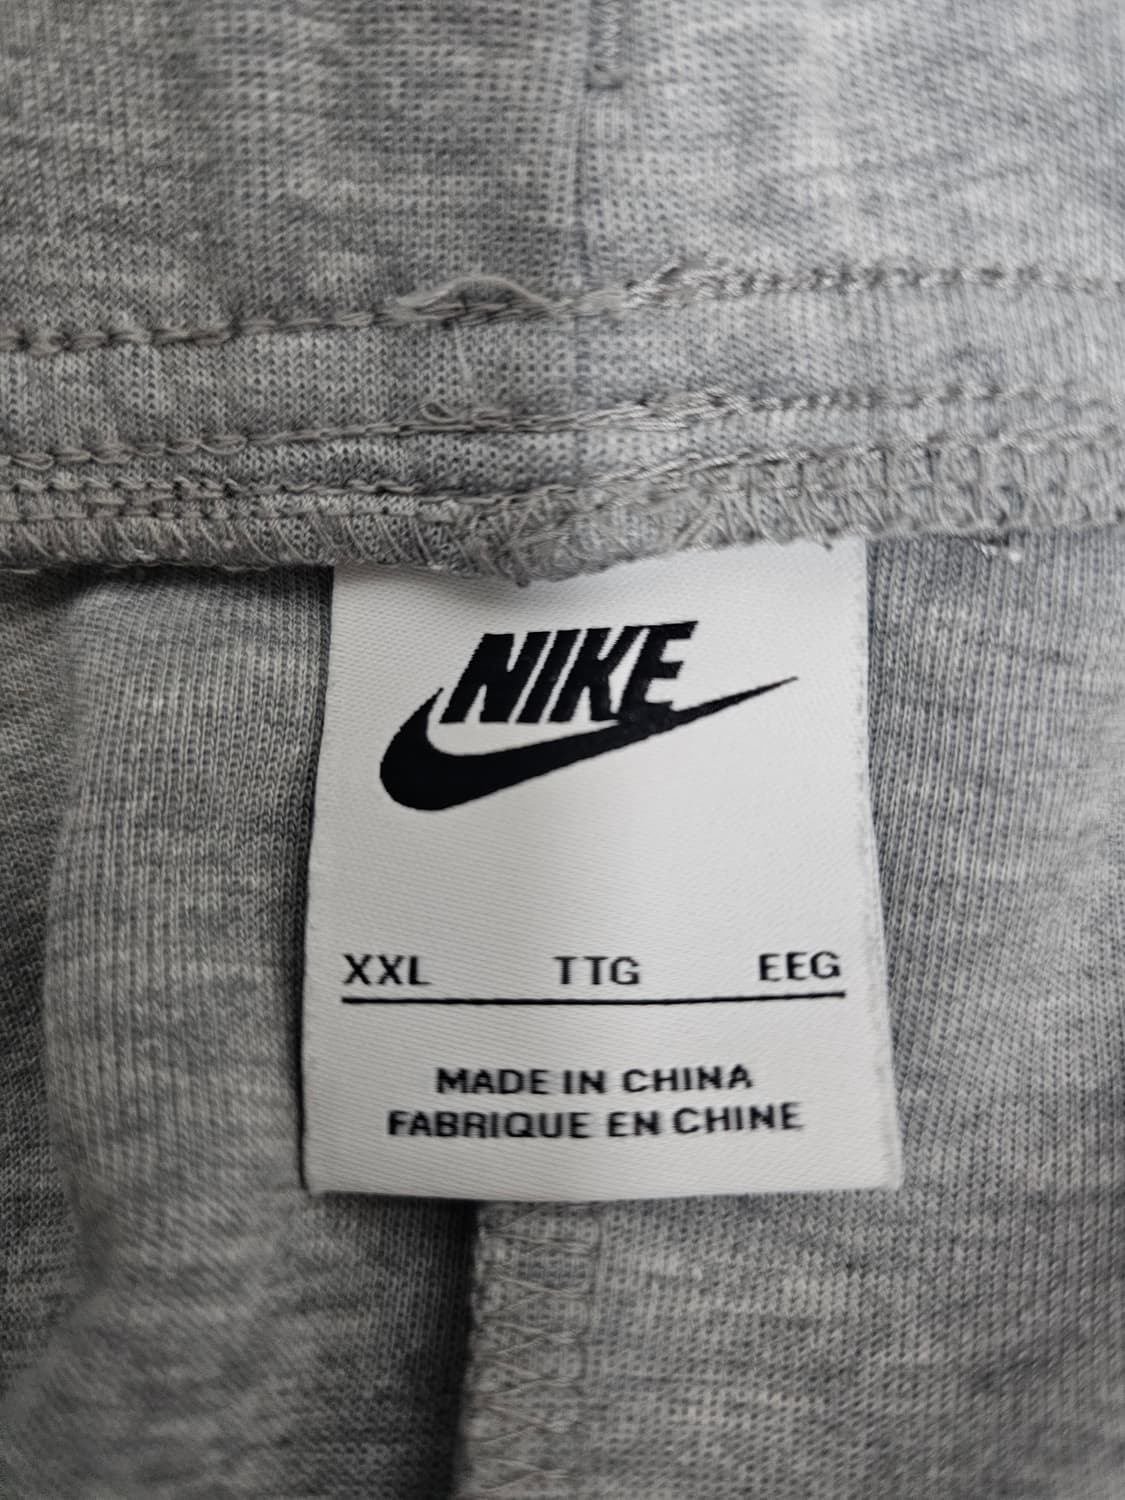 NIKE
XXL TTG EEG
MADE IN CHINA
FABRIQUE EN CHINE